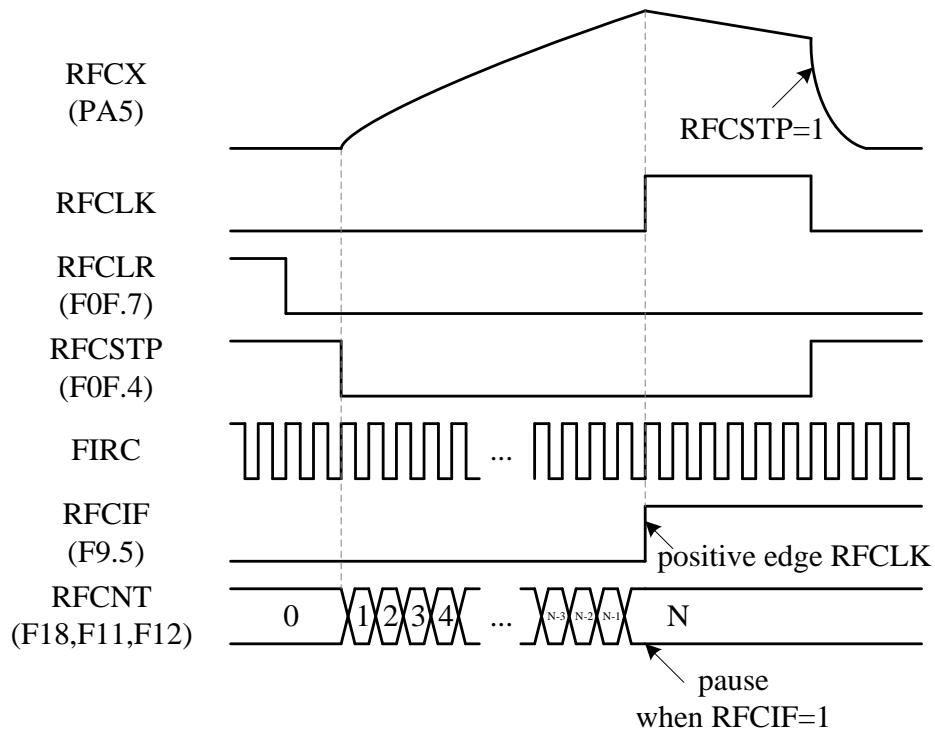 RFCX
(PA5)
RFCSTP=1
RFCLK
RFCLR
(F0F.7)
RFCSTP
(F0F.4)
FIRC
...
RFCIF
(F9.5)
positive edge RFCLK
RFCNT
(F18,F11,F12)
0 1 2 3 4 ... N-3 N-2 N-1 N
pause
when RFCIF=1